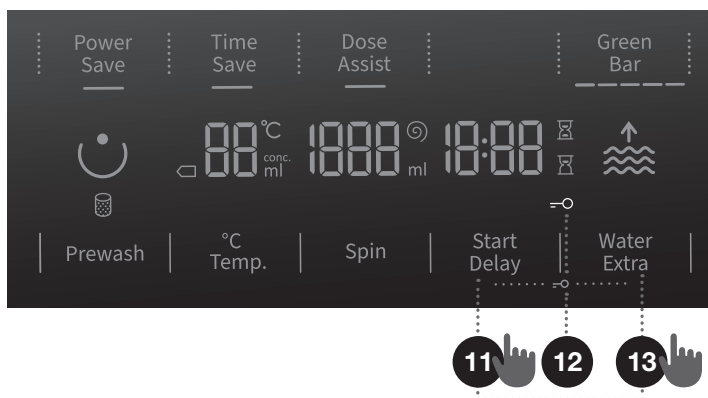 Power
Save
Time
Save
Dose
Assist
Green
Bar
88 °C
conc.
ml
1888 ml
18:88
Prewash
°C
Temp.
Spin
Start
Delay
Water
Extra
11
12
13